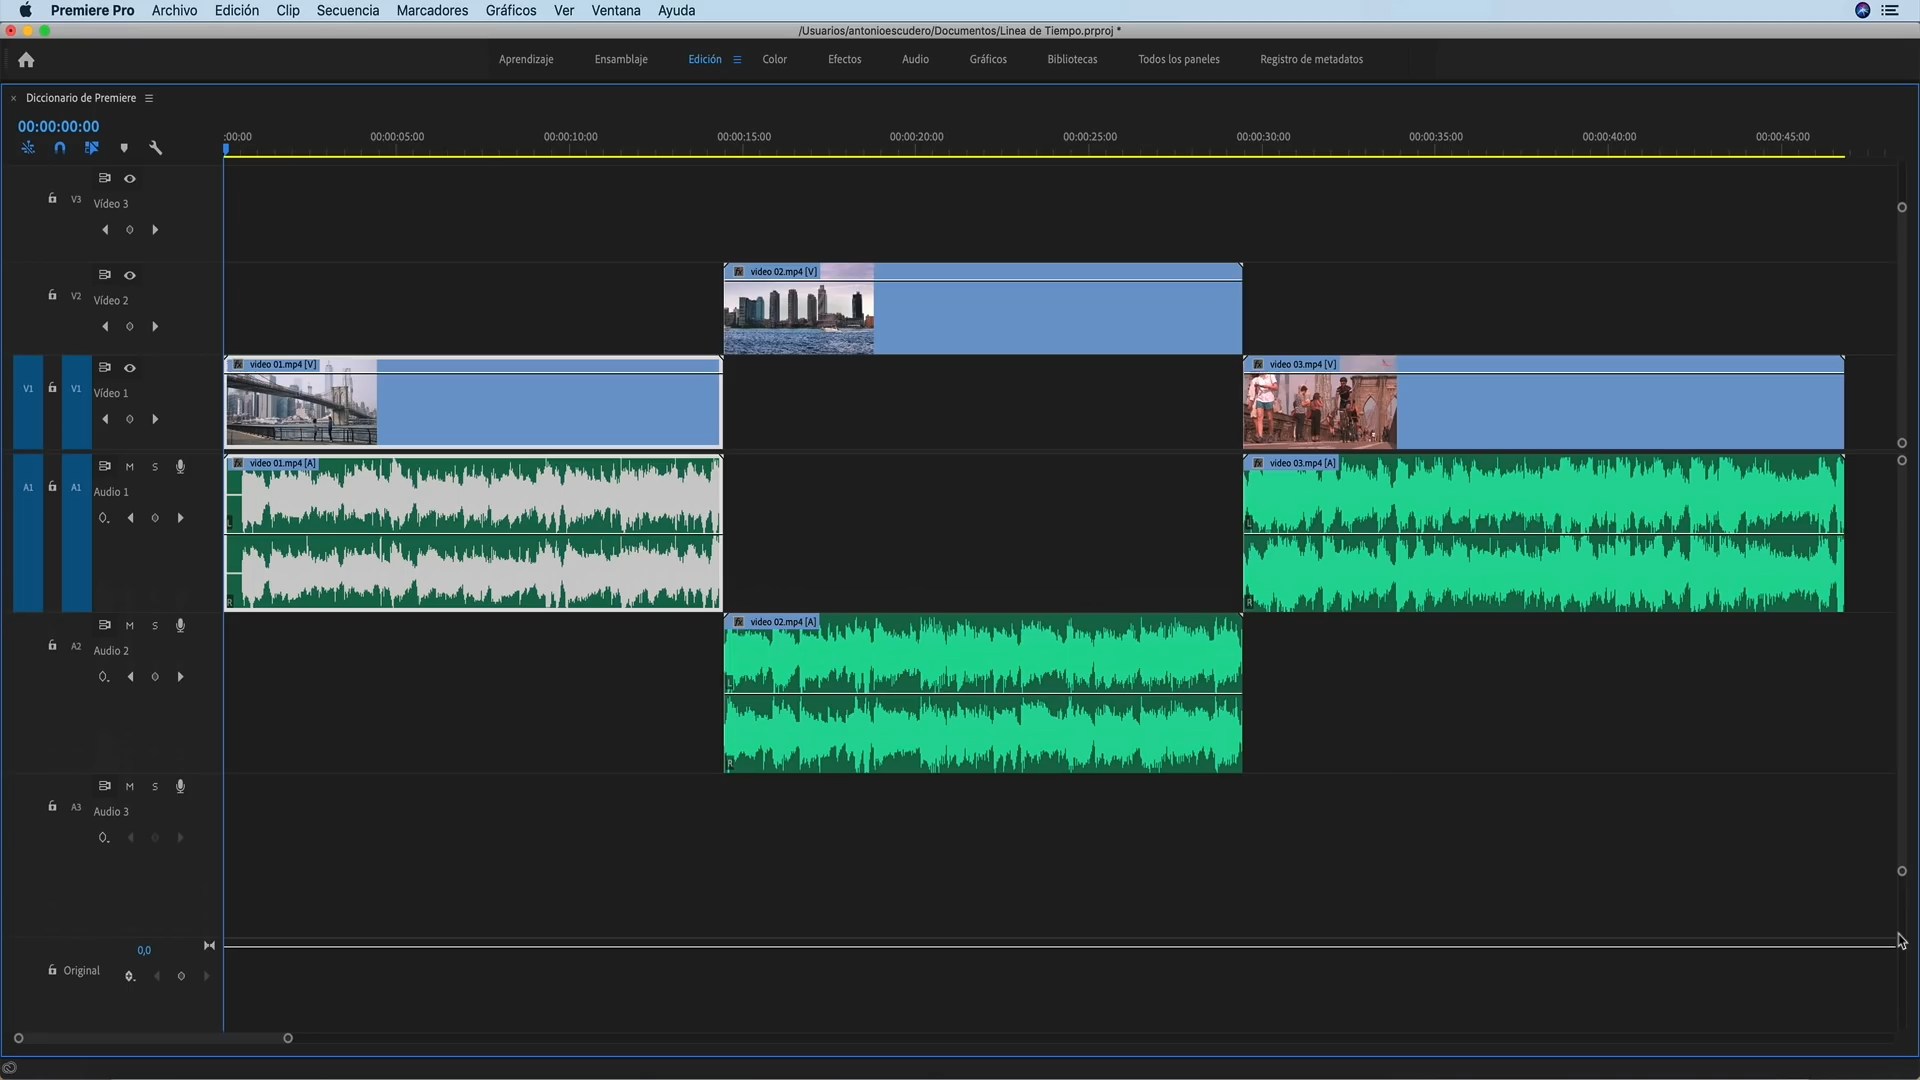 Premiere Pro Archivo Edición Clip Secuencia Marcadores Gráficos Ver Ventana Ayuda
/Usuarios/antonioescudero/Documentos/Linea de Tiempo.prproj *
Aprendizaje Ensamblaje Edición Color Efectos Audio Gráficos Bibliotecas Todos los paneles Registro de metadatos
Diccionario de Premiere
00:00:00:00
:00:00 00:00:05:00 00:00:10:00 00:00:15:00 00:00:20:00 00:00:25:00 00:00:30:00 00:00:35:00 00:00:40:00 00:00:45:00
V3 Vídeo 3
video 02.mp4 [V]
V2 Vídeo 2
video 01.mp4 [V] video 03.mp4 [V]
V1 V1 Vídeo 1
M S video 01.mp4 [A] video 03.mp4 [A]
A1 A1 Audio 1
L L
R R
M S video 02.mp4 [A]
A2 Audio 2
L
R
M S
A3 Audio 3
0,0
Original